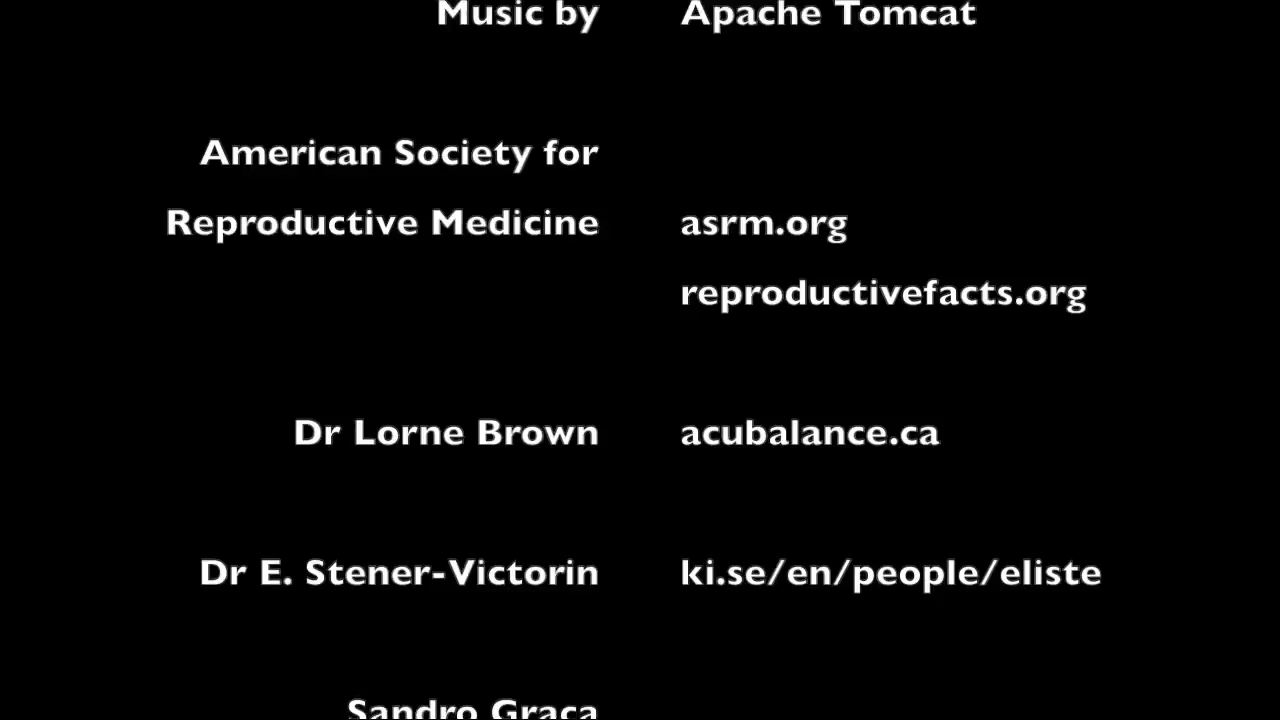 Music by Apache Tomcat
American Society for
Reproductive Medicine asrm.org
reproductivefacts.org
Dr Lorne Brown acubalance.ca
Dr E. Stener-Victorin ki.se/en/people/eliste
Sandro Graca